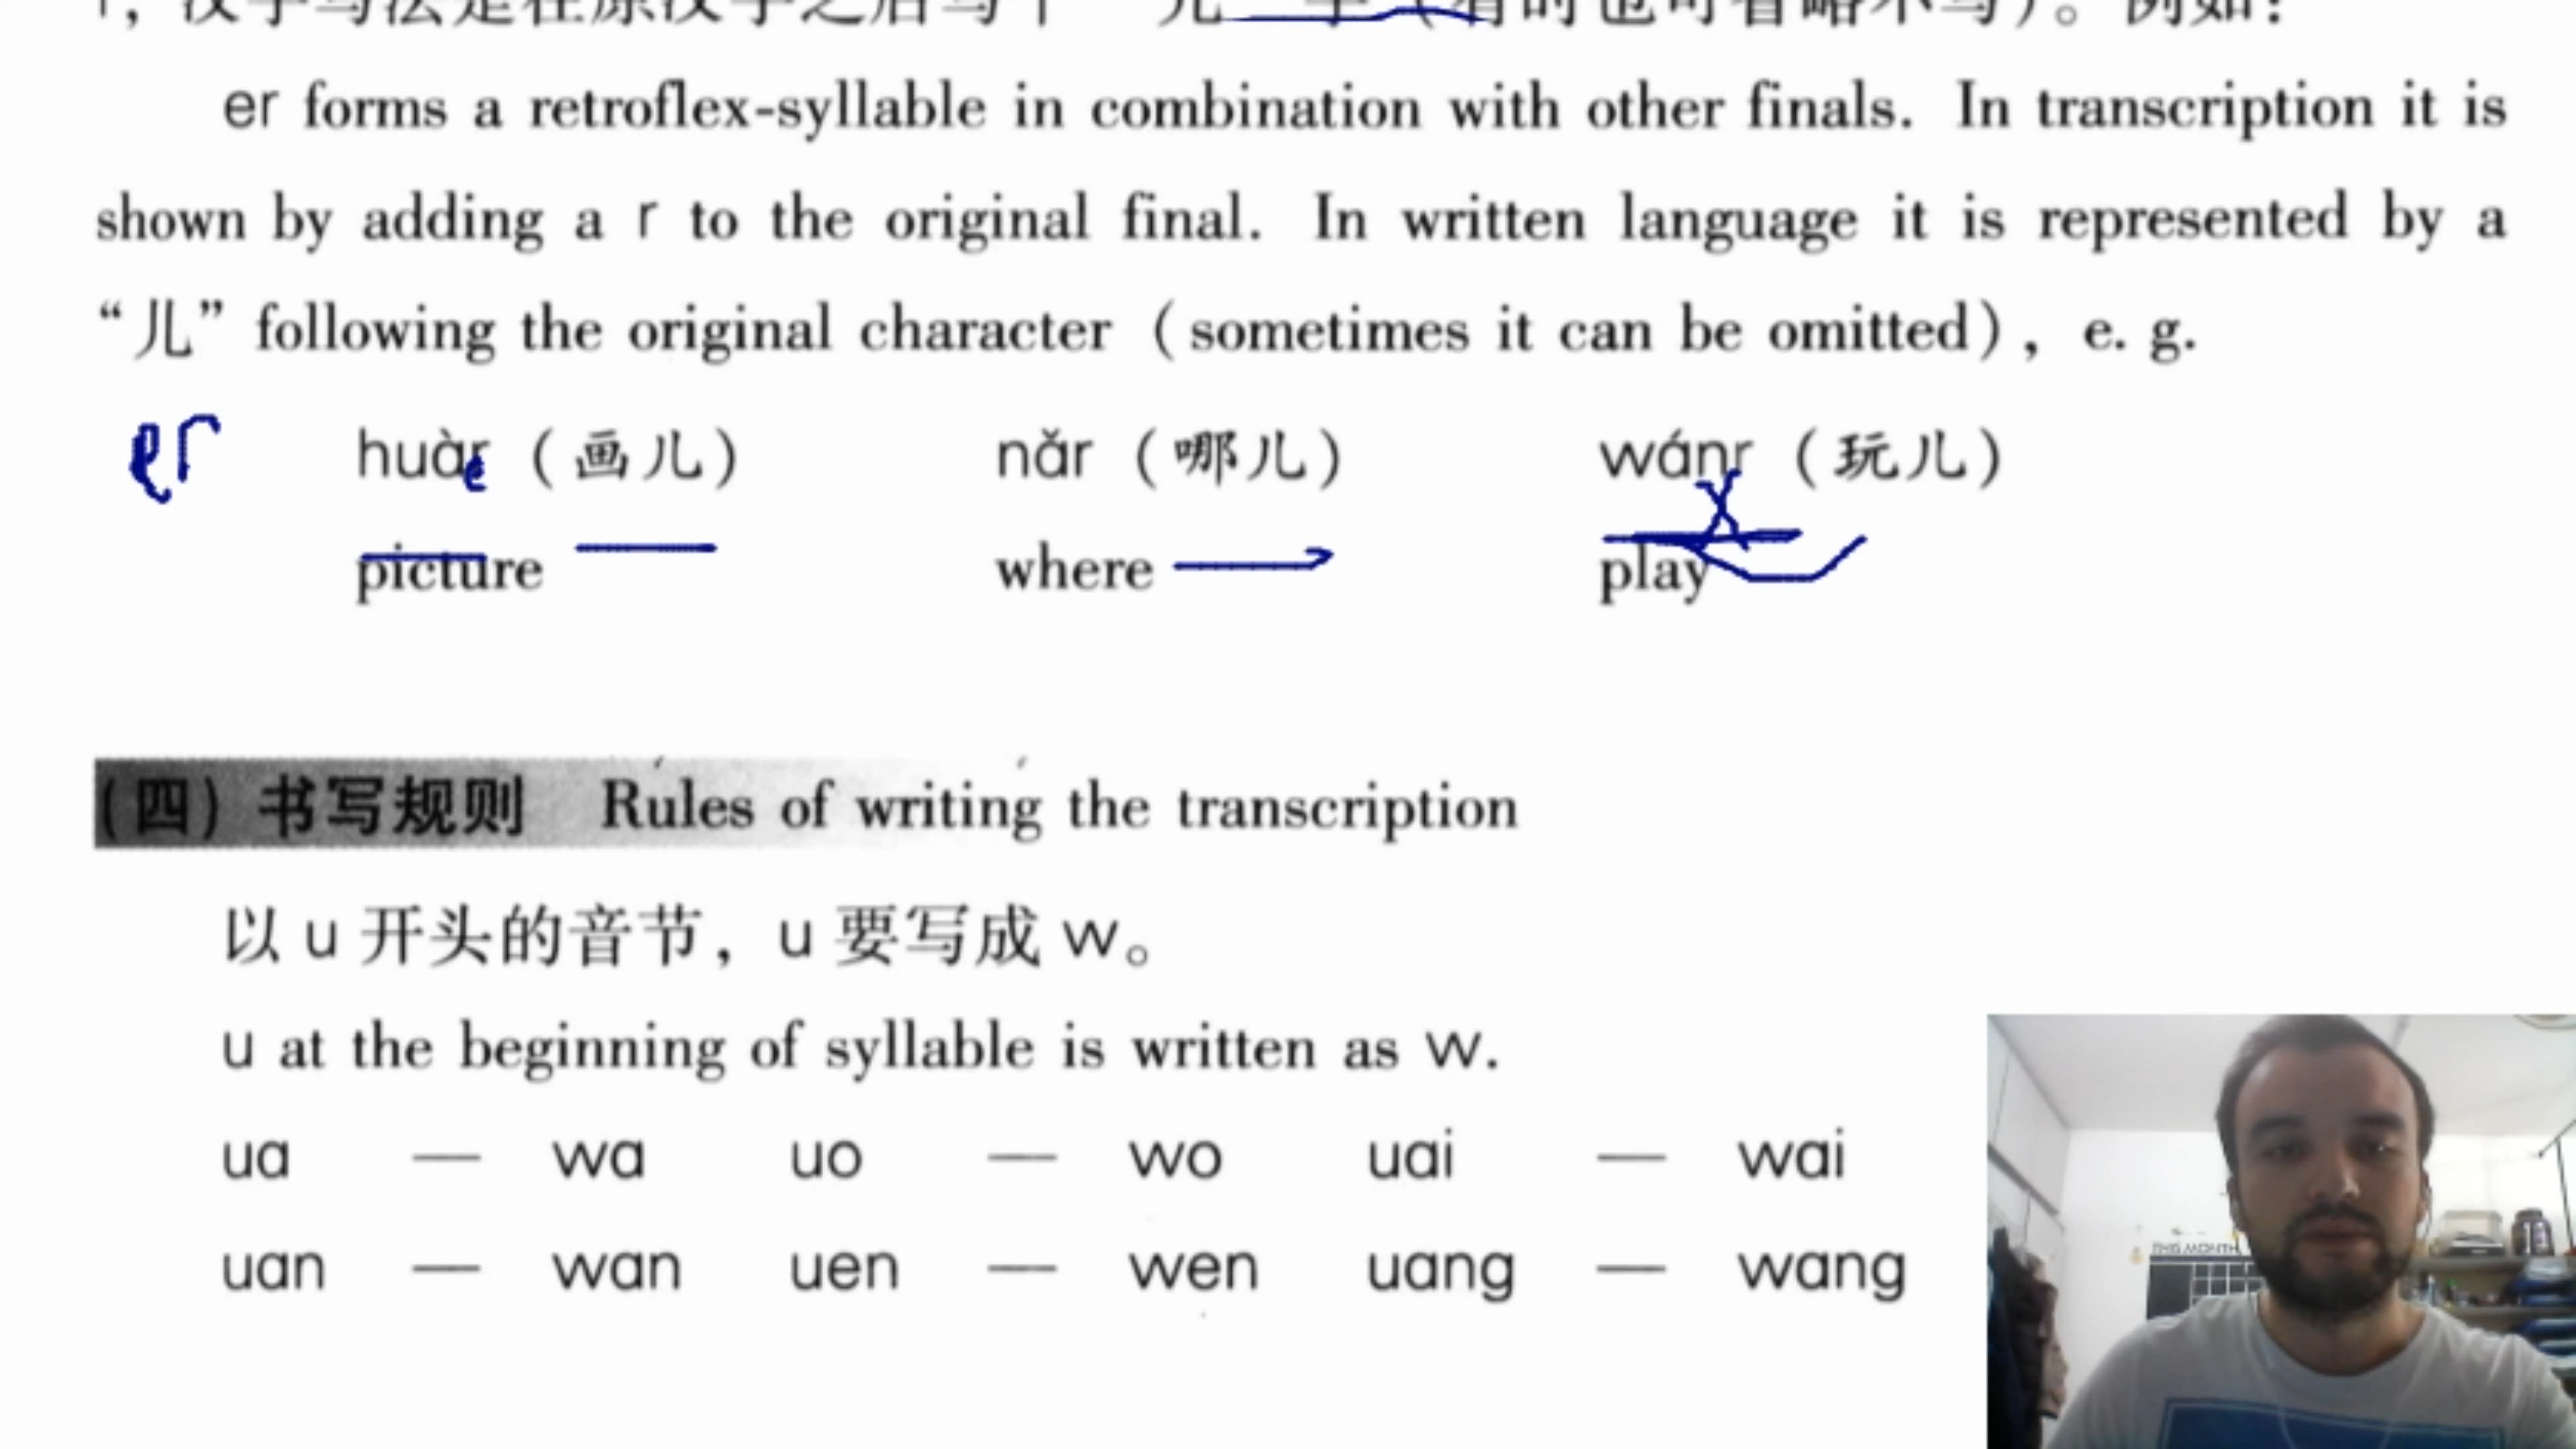 er forms a retroflex-syllable in combination with other finals. In transcription it is
shown by adding a r to the original final. In written language it is represented by a
“儿” following the original character (sometimes it can be omitted), e. g.
er huàr (画儿) nǎr (哪儿) wánr (玩儿)
e
picture where play
(四) 书写规则 Rules of writing the transcription
以 u 开头的音节, u 要写成 w。
u at the beginning of syllable is written as w.
ua — wa uo — wo uai — wai
uan — wan uen — wen uang — wang
THIS MONTH